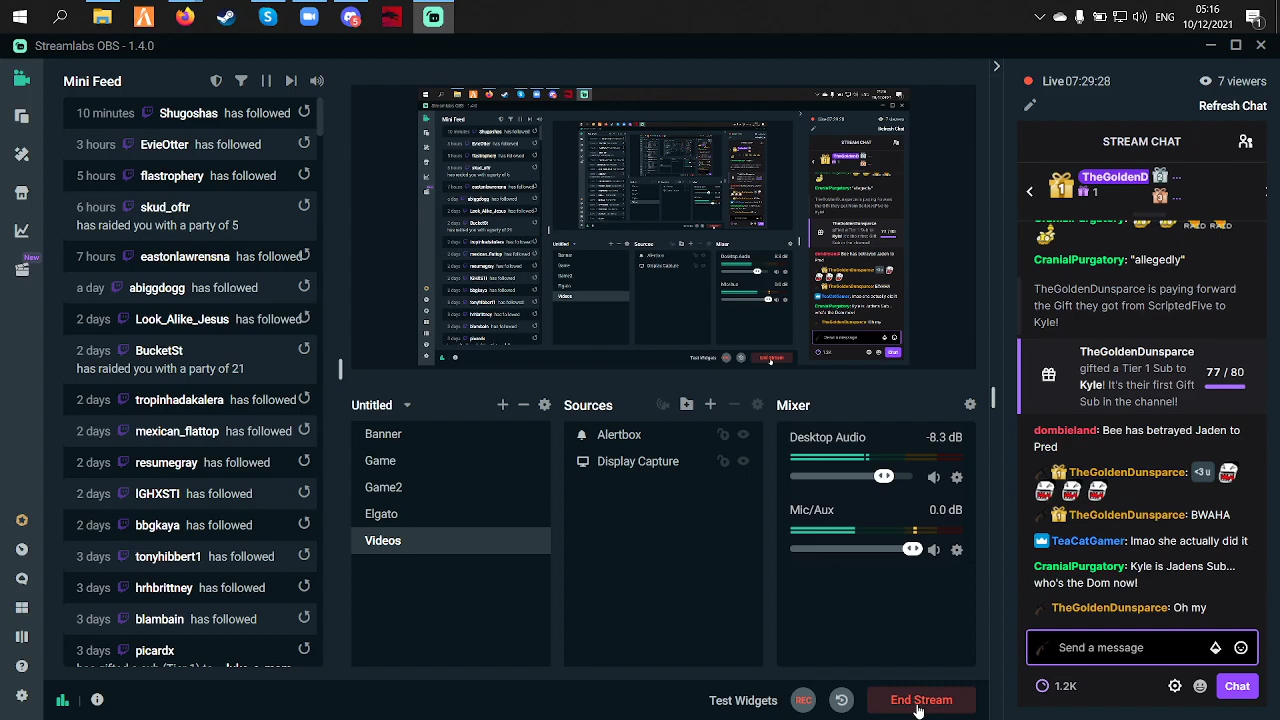 05:16
ENG
10/12/2021
1
5
Streamlabs OBS - 1.4.0
Mini Feed
10 minutes Shugashas has followed
3 hours EvieOtter has followed
5 hours flastrophery has followed
6 hours skud_oftr
has raided you with a party of 5
7 hours
has followed
a day abigdogg has followed
2 days Look_Alike_Jesus has followed
2 days BucketSt
has raided you with a party of 21
2 days tropinhadakalera has followed
2 days mexican_flattop has followed
2 days resumagray has followed
2 days IGHXSTI has followed
2 days bbgkaya has followed
3 days tonyhibbert1 has followed
3 days hrhbrittney has followed
3 days blambain has followed
3 days picardx
New
Untitled
Banner
Game
Game2
Elgato
Videos
Sources
Alertbox
Display Capture
Mixer
Desktop Audio -8.3 dB
Mic/Aux 0.0 dB
Test Widgets REC End Stream
Live 07:29:28 7 viewers
Refresh Chat
STREAM CHAT
1 TheGoldenD ...
1 ...
CranialPurgatory: "allegedly"
TheGoldenDunsparce is paying forward
the Gift they got from ScriptedFive to
Kyle!
TheGoldenDunsparce
gifted a Tier 1 Sub to
Kyle! It's their first Gift
Sub in the channel!
77 / 80
dombieland: Bee has betrayed Jaden to
Pred
TheGoldenDunsparce: <3 u
TheGoldenDunsparce: BWAHA
TeaCatGamer: lmao she actually did it
CranialPurgatory: Kyle is Jadens Sub...
who's the Dom now!
TheGoldenDunsparce: Oh my
Send a message
1.2K Chat